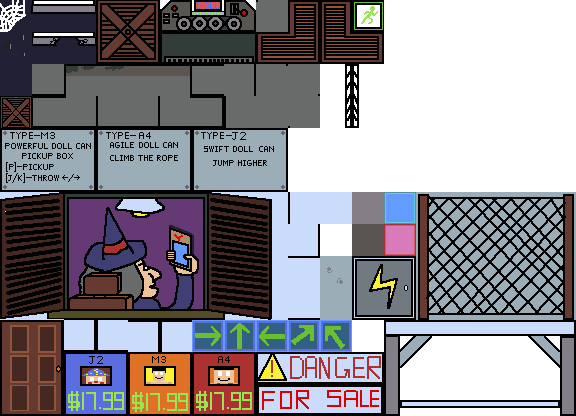 TYPE-M3
POWERFUL DOLL CAN
PICKUP BOX
[P]-PICKUP
[J/K]-THROW ←/→
TYPE-A4
AGILE DOLL CAN
CLIMB THE ROPE
TYPE-J2
SWIFT DOLL CAN
JUMP HIGHER
J2
$17.99
M3
$17.99
A4
$17.99
DANGER
FOR SALE